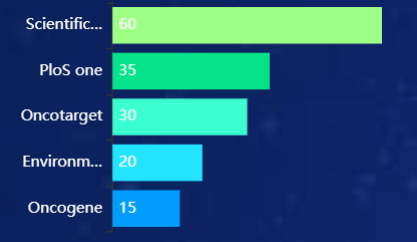 Scientific... 60
PloS one 35
Oncotarget 30
Environm... 20
Oncogene 15